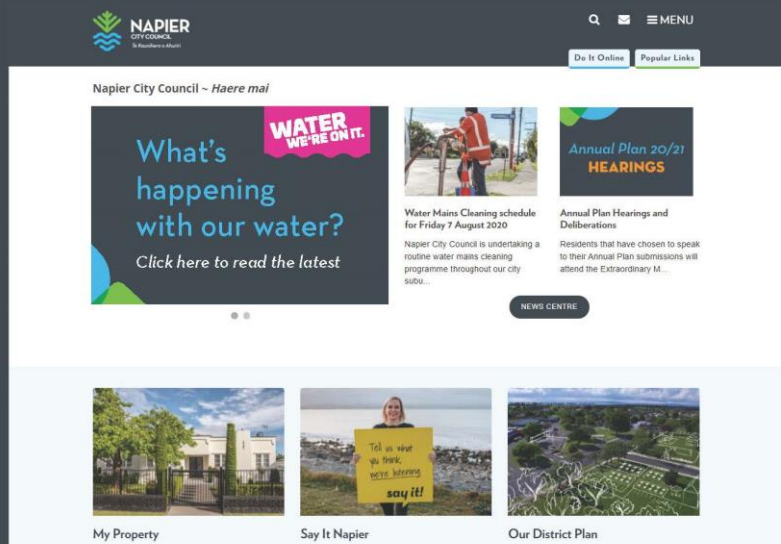 NAPIER
CITY COUNCIL
Te Kaunihera o Ahuriri
MENU
Do It Online
Popular Links
Napier City Council ~ Haere mai
WATER
WE'RE ON IT.
What's
happening
with our water?
Click here to read the latest
Annual Plan 20/21
HEARINGS
Water Mains Cleaning schedule
for Friday 7 August 2020
Napier City Council is undertaking a
routine water mains cleaning
programme throughout our city
subu...
Annual Plan Hearings and
Deliberations
Residents that have chosen to speak
to their Annual Plan submissions will
attend the Extraordinary M...
NEWS CENTRE
Tell us what
you think,
we're listening
say it!
My Property
Say It Napier
Our District Plan